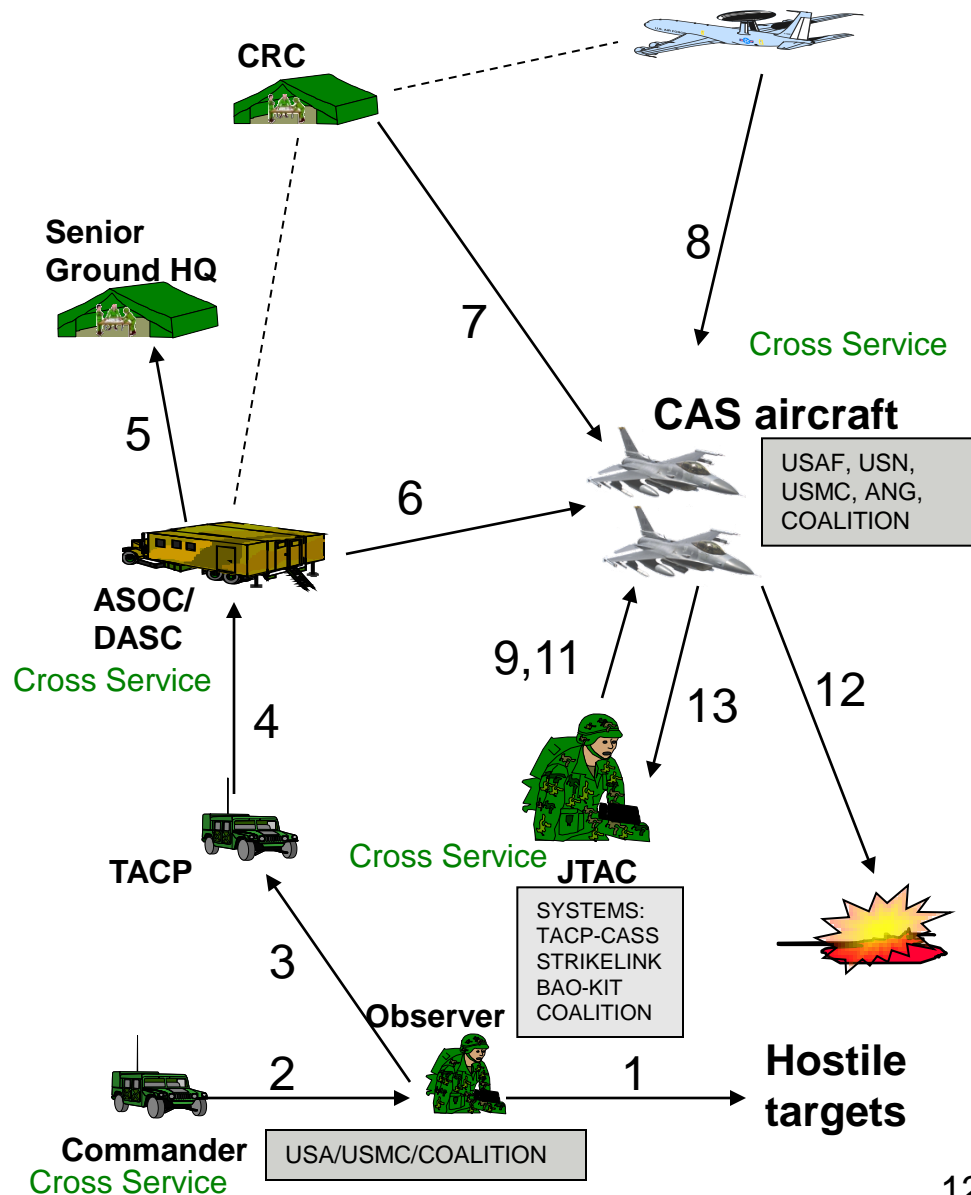 CRC
Senior
Ground HQ
8
7
Cross Service
CAS aircraft
USAF, USN,
USMC, ANG,
COALITION
5
6
ASOC/
DASC
Cross Service
9,11
13
12
4
TACP
Cross Service
JTAC
SYSTEMS:
TACP-CASS
STRIKELINK
BAO-KIT
COALITION
3
Observer
2
1
Hostile
targets
Commander
Cross Service
USA/USMC/COALITION